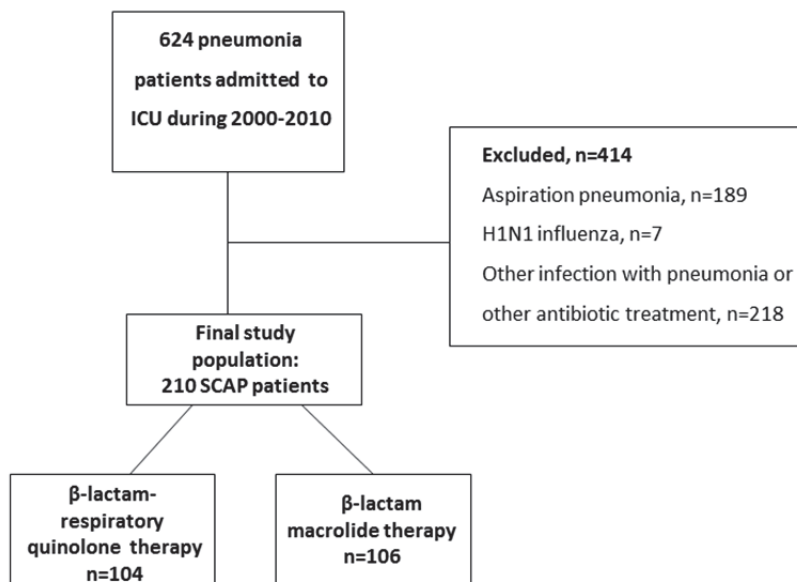 624 pneumonia
patients admitted to
ICU during 2000-2010
Excluded, n=414
Aspiration pneumonia, n=189
H1N1 influenza, n=7
Other infection with pneumonia or
other antibiotic treatment, n=218
Final study
population:
210 SCAP patients
β-lactam-
respiratory
quinolone therapy
n=104
β-lactam
macrolide therapy
n=106